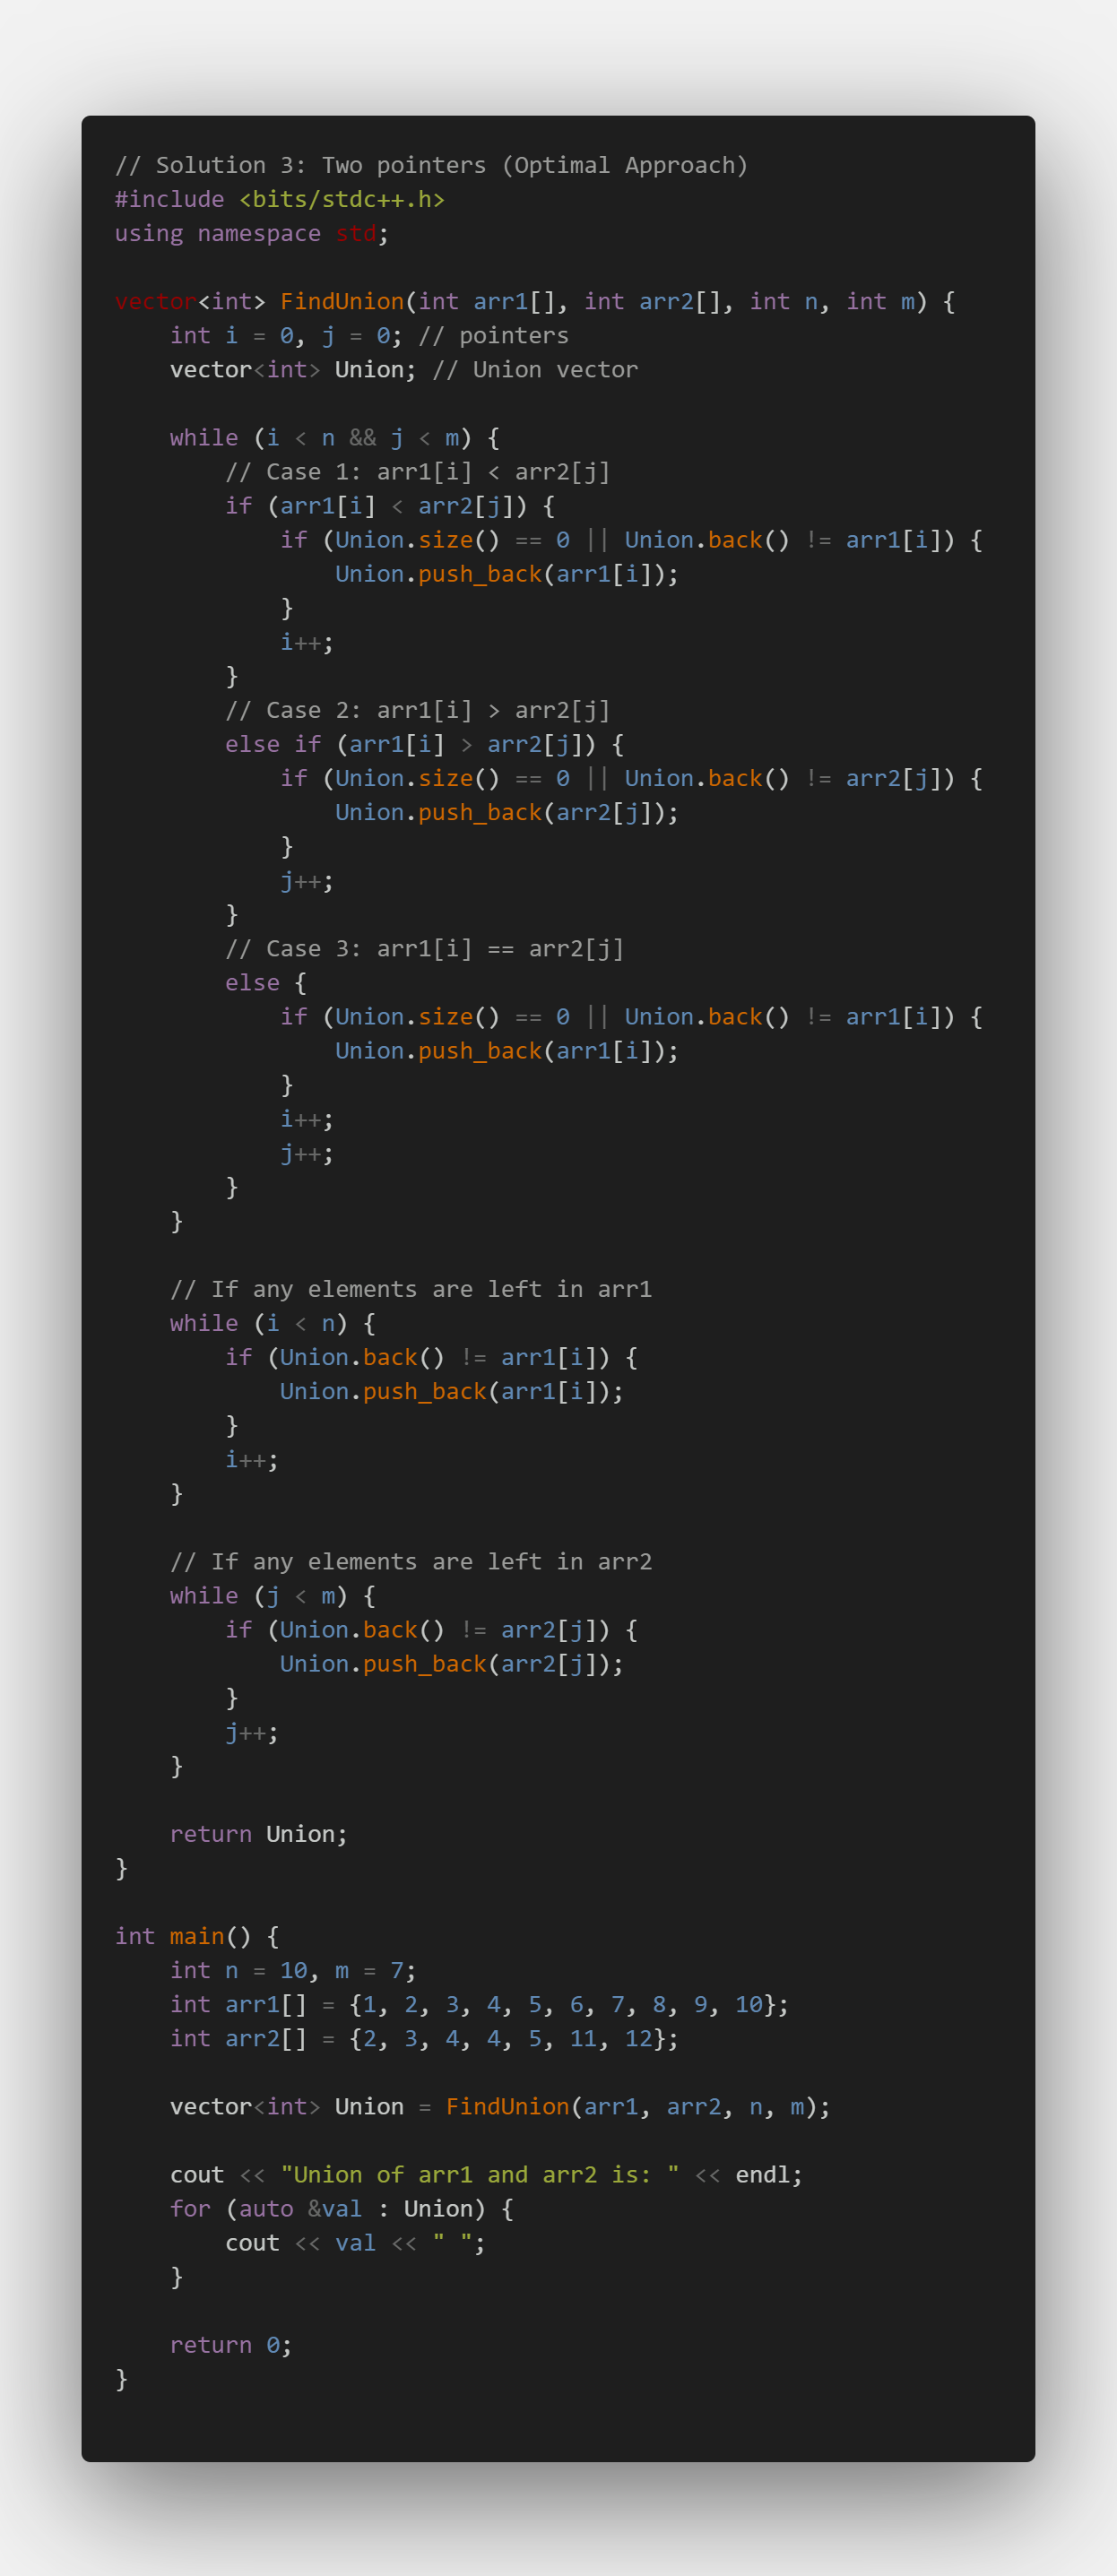 // Solution 3: Two pointers (Optimal Approach)
#include <bits/stdc++.h>
using namespace std;

vector<int> FindUnion(int arr1[], int arr2[], int n, int m) {
    int i = 0, j = 0; // pointers
    vector<int> Union; // Union vector

    while (i < n && j < m) {
        // Case 1: arr1[i] < arr2[j]
        if (arr1[i] < arr2[j]) {
            if (Union.size() == 0 || Union.back() != arr1[i]) {
                Union.push_back(arr1[i]);
            }
            i++;
        }
        // Case 2: arr1[i] > arr2[j]
        else if (arr1[i] > arr2[j]) {
            if (Union.size() == 0 || Union.back() != arr2[j]) {
                Union.push_back(arr2[j]);
            }
            j++;
        }
        // Case 3: arr1[i] == arr2[j]
        else {
            if (Union.size() == 0 || Union.back() != arr1[i]) {
                Union.push_back(arr1[i]);
            }
            i++;
            j++;
        }
    }

    // If any elements are left in arr1
    while (i < n) {
        if (Union.back() != arr1[i]) {
            Union.push_back(arr1[i]);
        }
        i++;
    }

    // If any elements are left in arr2
    while (j < m) {
        if (Union.back() != arr2[j]) {
            Union.push_back(arr2[j]);
        }
        j++;
    }

    return Union;
}

int main() {
    int n = 10, m = 7;
    int arr1[] = {1, 2, 3, 4, 5, 6, 7, 8, 9, 10};
    int arr2[] = {2, 3, 4, 4, 5, 11, 12};

    vector<int> Union = FindUnion(arr1, arr2, n, m);

    cout << "Union of arr1 and arr2 is: " << endl;
    for (auto &val : Union) {
        cout << val << " ";
    }

    return 0;
}